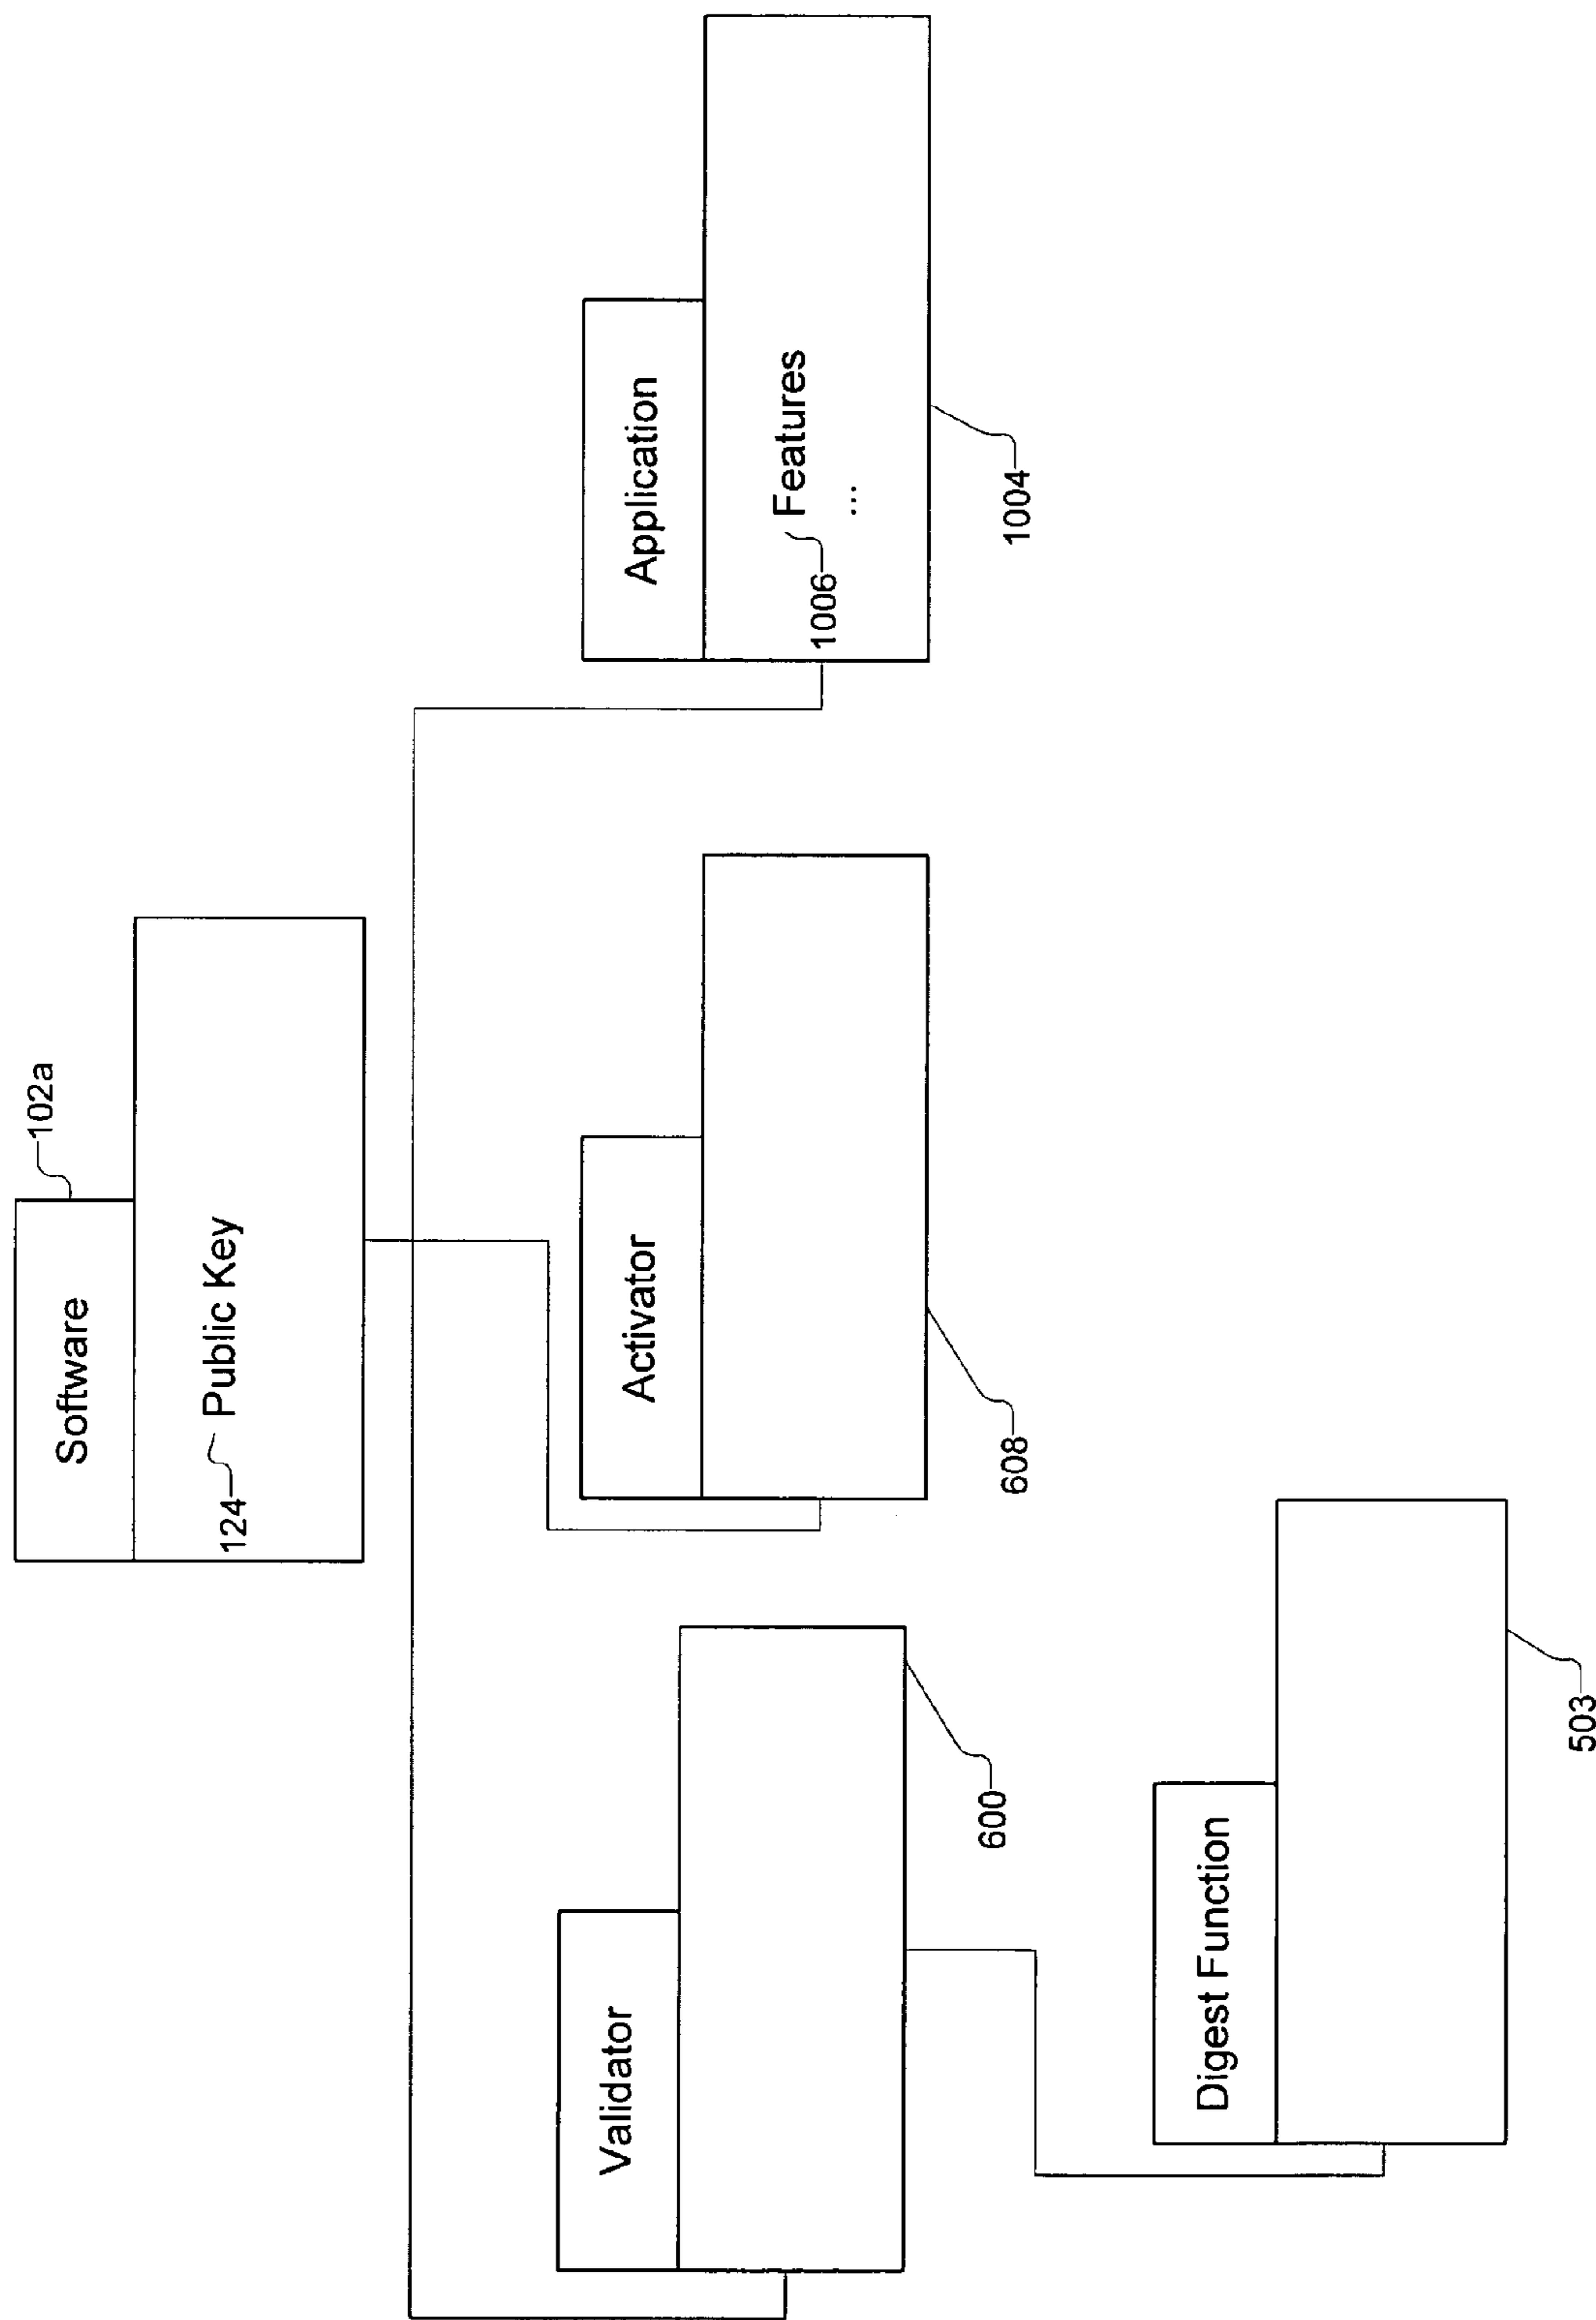 Software
102a
124 Public Key
Validator
600
Activator
608
Application
1006 Features
...
1004
Digest Function
503